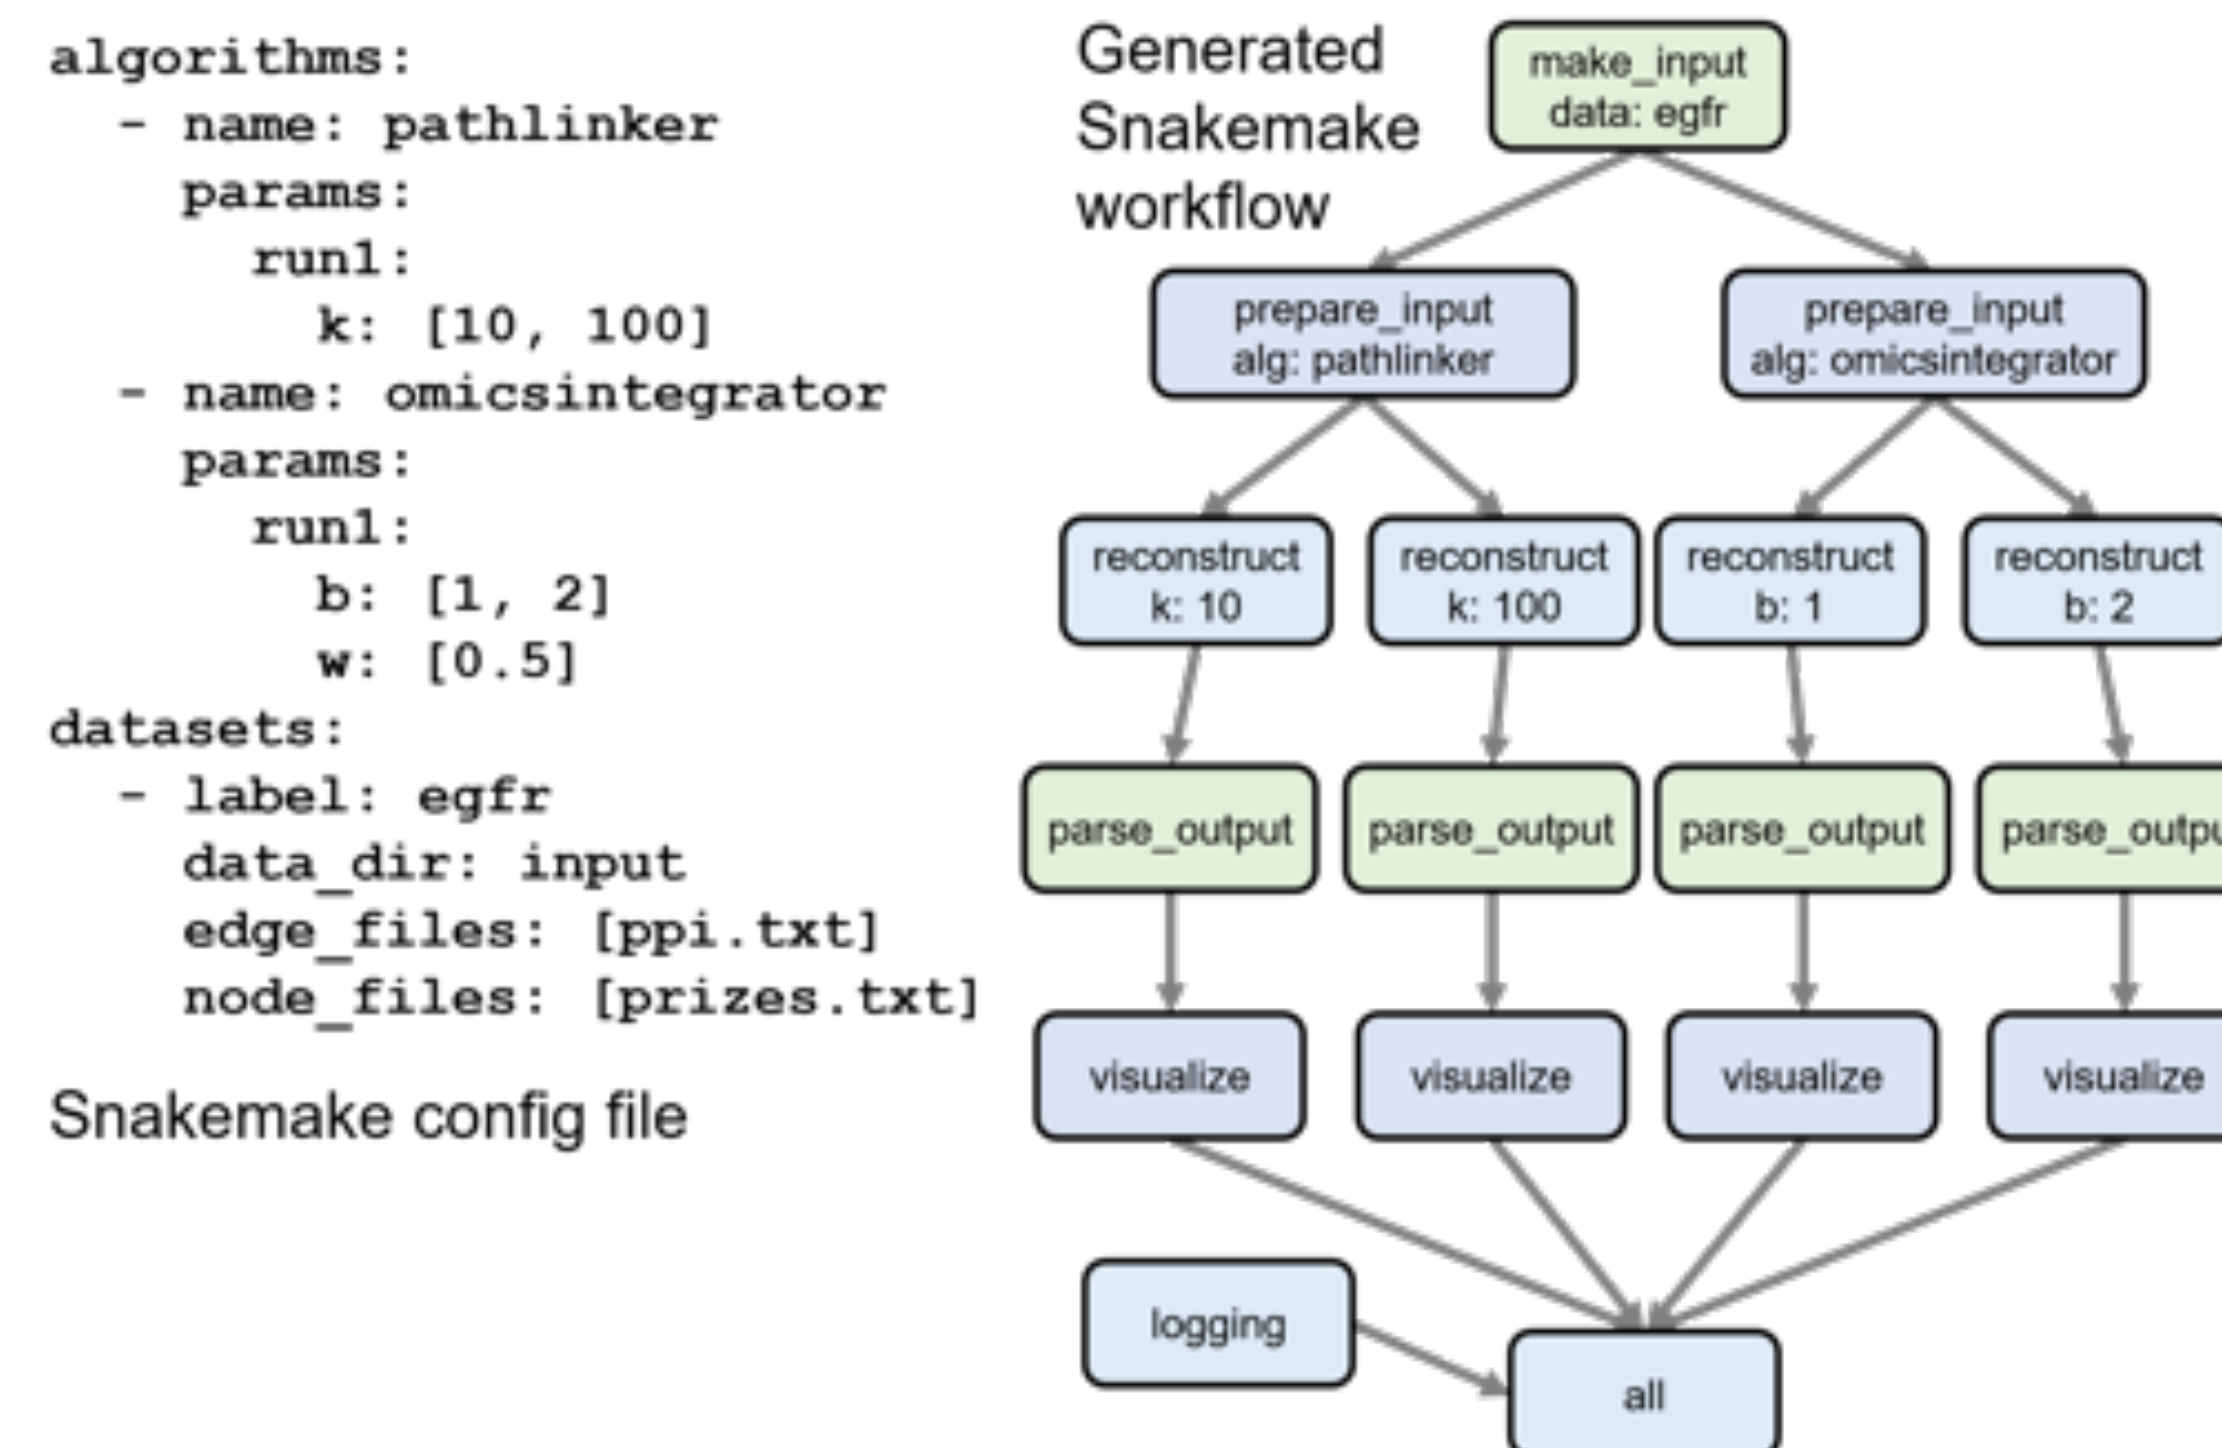 algorithms:
- name: pathlinker
params:
run1:
k: [10, 100]
- name: omicsintegrator
params:
run1:
b: [1, 2]
w: [0.5]
datasets:
- label: egfr
data_dir: input
edge_files: [ppi.txt]
node_files: [prizes.txt]
Snakemake config file
Generated
Snakemake
workflow
make_input
data: egfr
prepare_input
alg: pathlinker
prepare_input
alg: omicsintegrator
reconstruct
k: 10
reconstruct
k: 100
reconstruct
b: 1
reconstruct
b: 2
parse_output
parse_output
parse_output
parse_outpu
visualize
visualize
visualize
visualize
logging
all